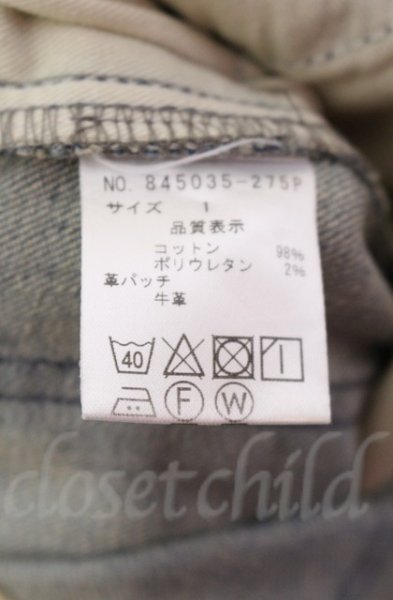 NO. 845035-275P
サイズ 1
品質表示
コットン 98%
ポリウレタン 2%
革パッチ
牛革
40
F W
closet child